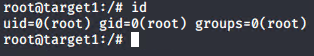 root@target1:/# id
uid=0(root) gid=0(root) groups=0(root)
root@target1:/#